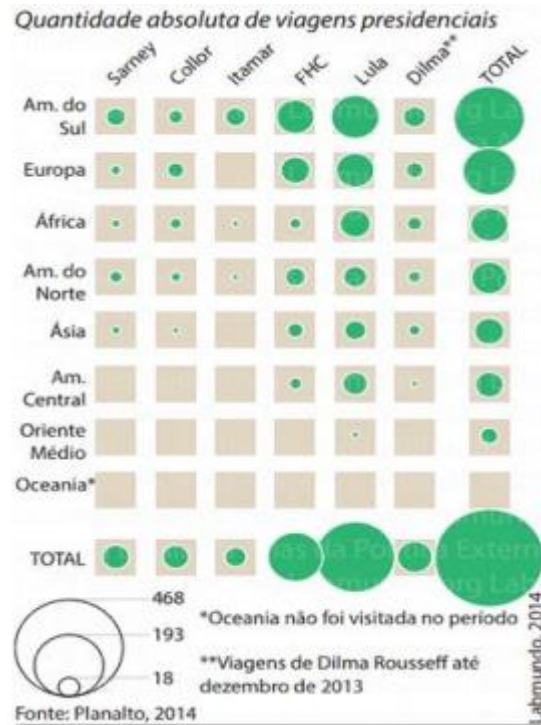 Quantidade absoluta de viagens presidenciais
Sarney Collor Itamar FHC Lula Dilma** TOTAL
Am. do
Sul
Europa
África
Am. do
Norte
Ásia
Am.
Central
Oriente
Médio
Oceania*
TOTAL
468
193
18
*Oceania não foi visitada no período
**Viagens de Dilma Rousseff até
dezembro de 2013
Fonte: Planalto, 2014
Labmundo, 2014